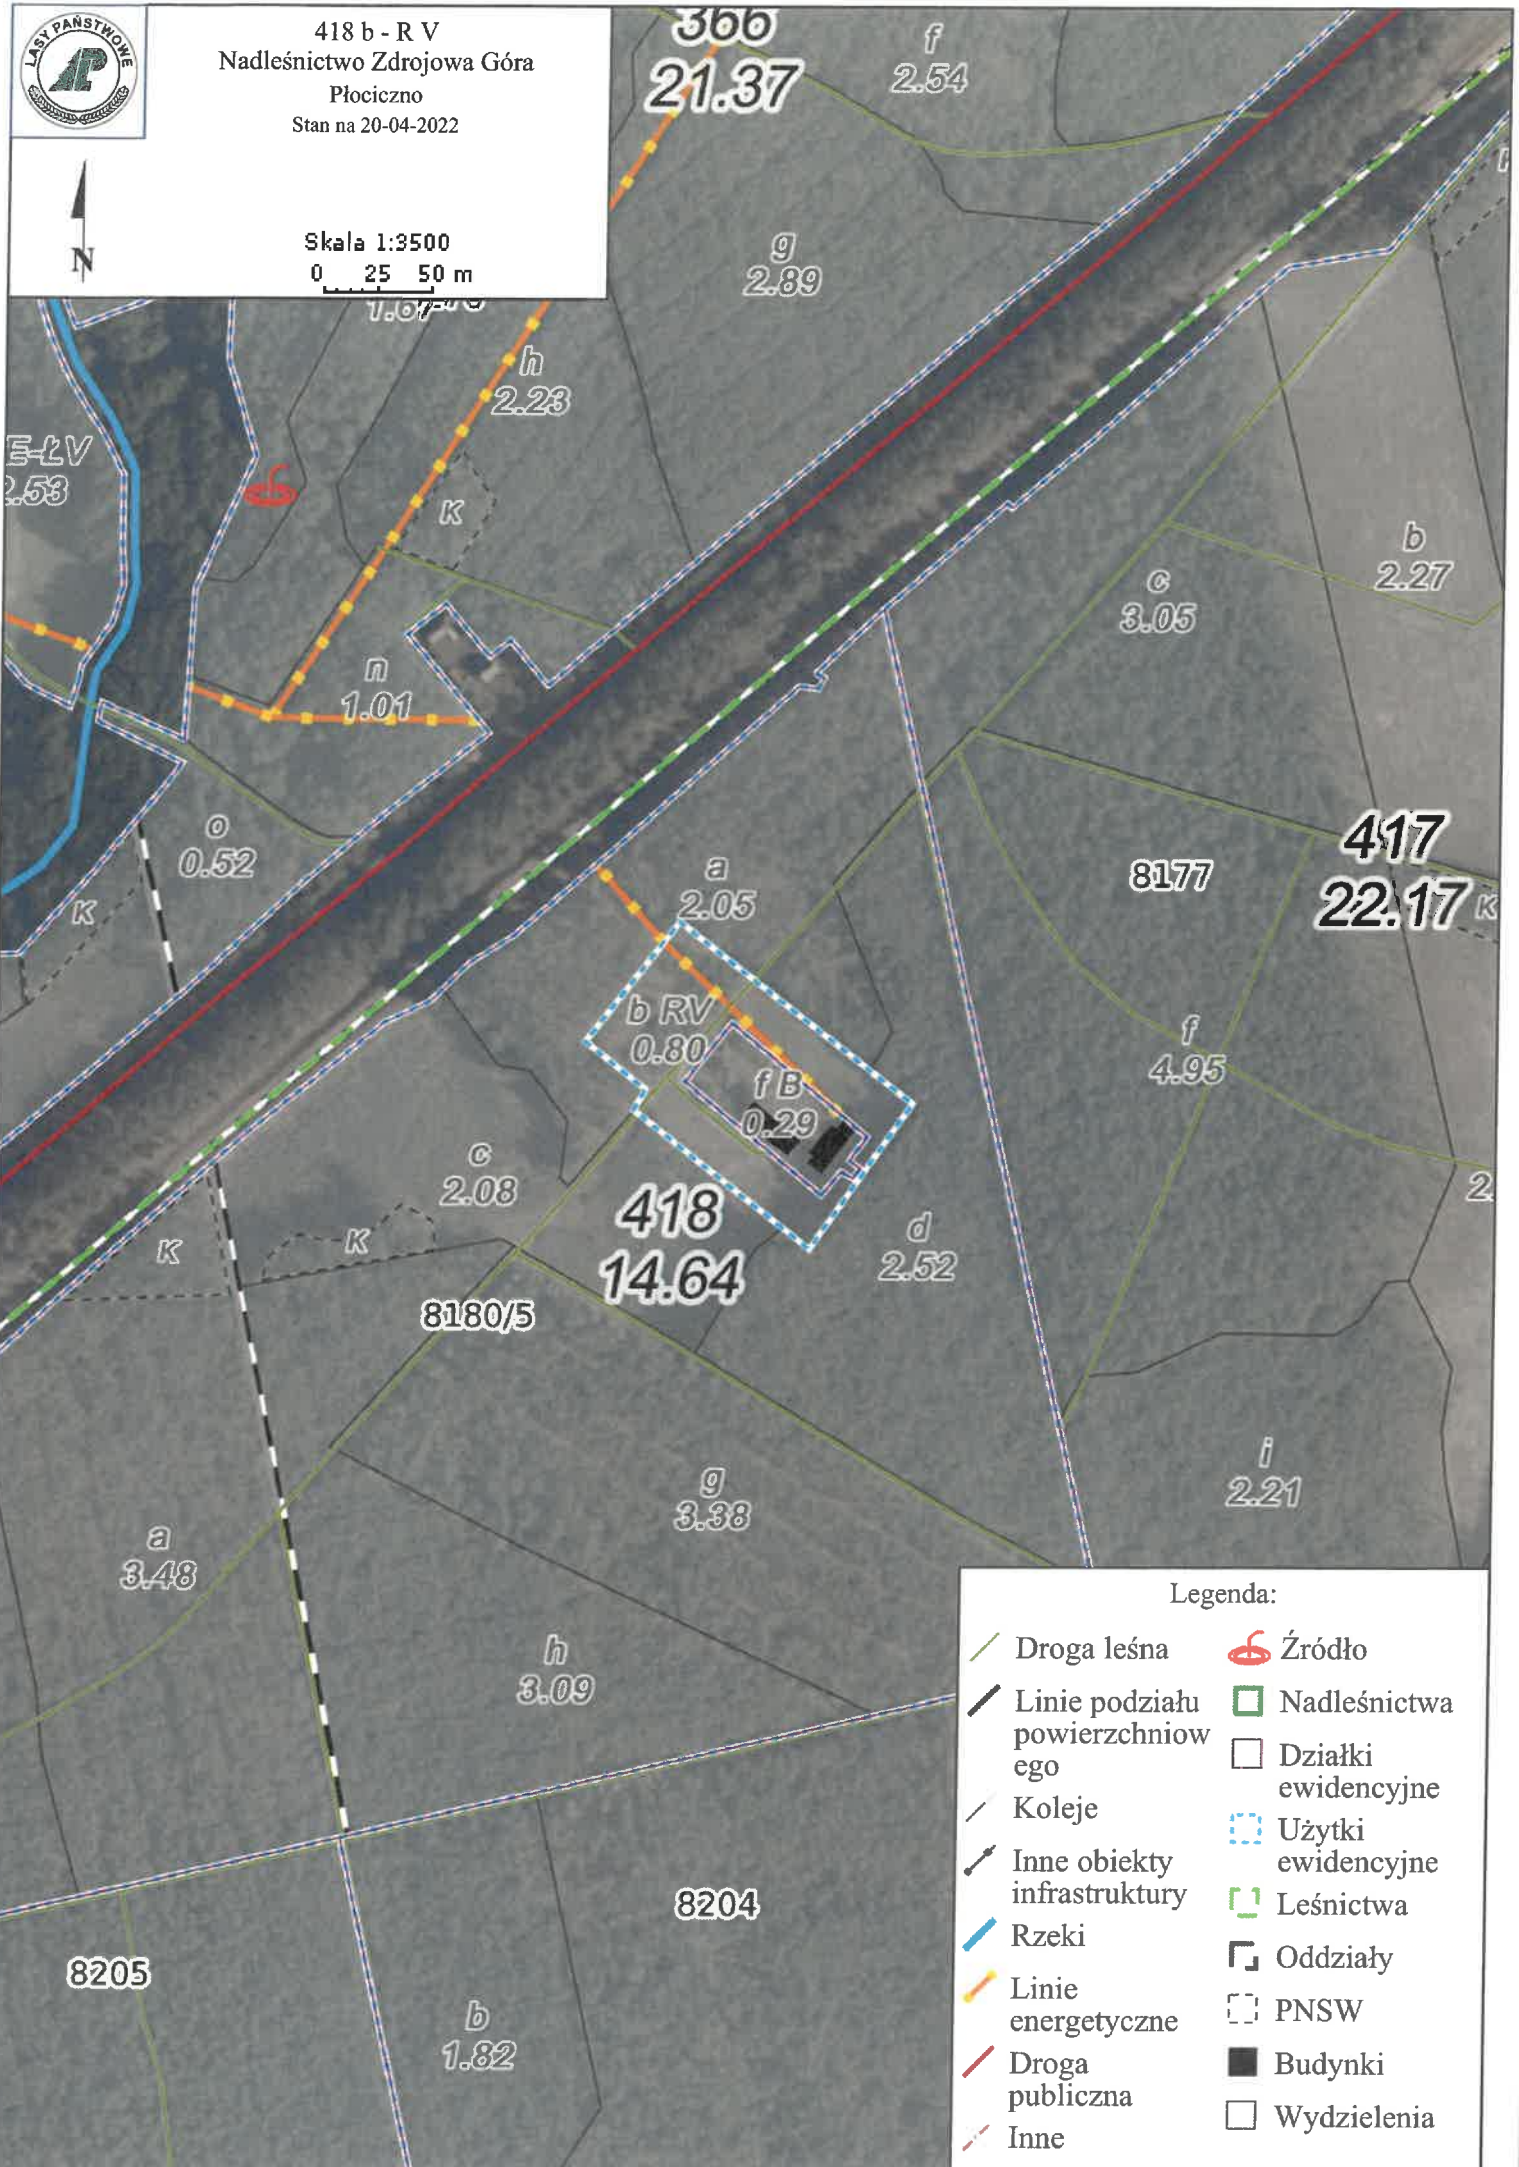 LASY PAŃSTWOWE
418 b - R V
Nadleśnictwo Zdrojowa Góra
Płociczno
Stan na 20-04-2022
N
Skala 1:3500
0 25 50 m
366
21.37
f
2.54
g
2.89
h
2.23
E-ŁV
2.53
K
b
2.27
c
3.05
n
1.01
o
0.52
K
a
2.05
8177
417
22.17
K
b RV
0.80
f B
0.29
f
4.95
c
2.08
418
14.64
d
2.52
K
K
8180/5
g
3.38
i
2.21
a
3.48
h
3.09
8204
8205
b
1.82
Legenda:
Droga leśna
Linie podziału
powierzchniow
ego
Koleje
Inne obiekty
infrastruktury
Rzeki
Linie
energetyczne
Droga
publiczna
Inne
Źródło
Nadleśnictwa
Działki
ewidencyjne
Użytki
ewidencyjne
Leśnictwa
Oddziały
PNSW
Budynki
Wydzielenia